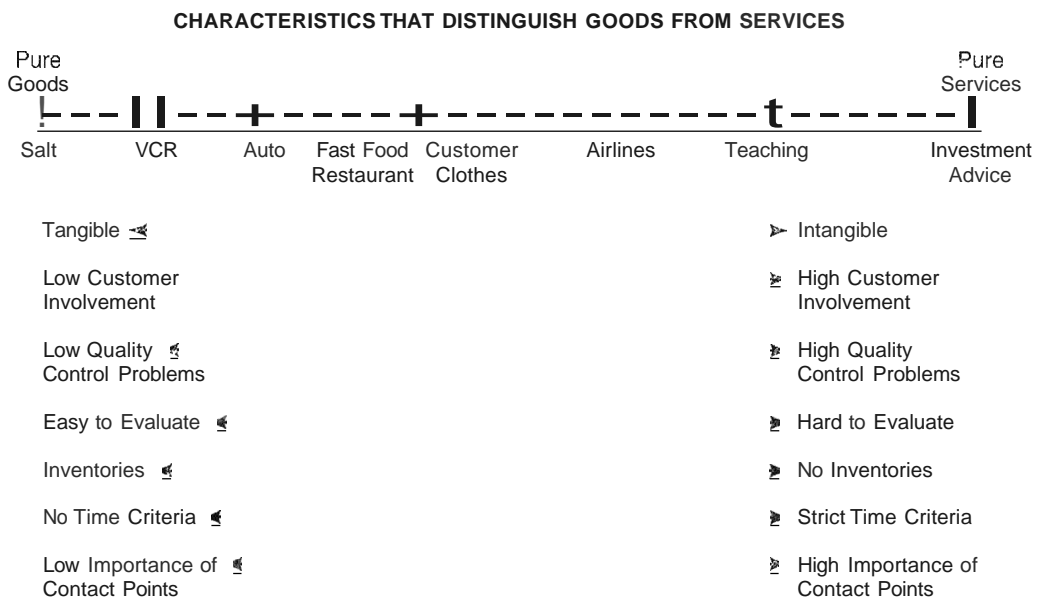 CHARACTERISTICS THAT DISTINGUISH GOODS FROM SERVICES
Pure
Goods
Pure
Services
Salt VCR Auto Fast Food Customer Airlines Teaching Investment
Restaurant Clothes Advice
Tangible Intangible
Low Customer High Customer
Involvement Involvement
Low Quality High Quality
Control Problems Control Problems
Easy to Evaluate Hard to Evaluate
Inventories No Inventories
No Time Criteria Strict Time Criteria
Low Importance of High Importance of
Contact Points Contact Points